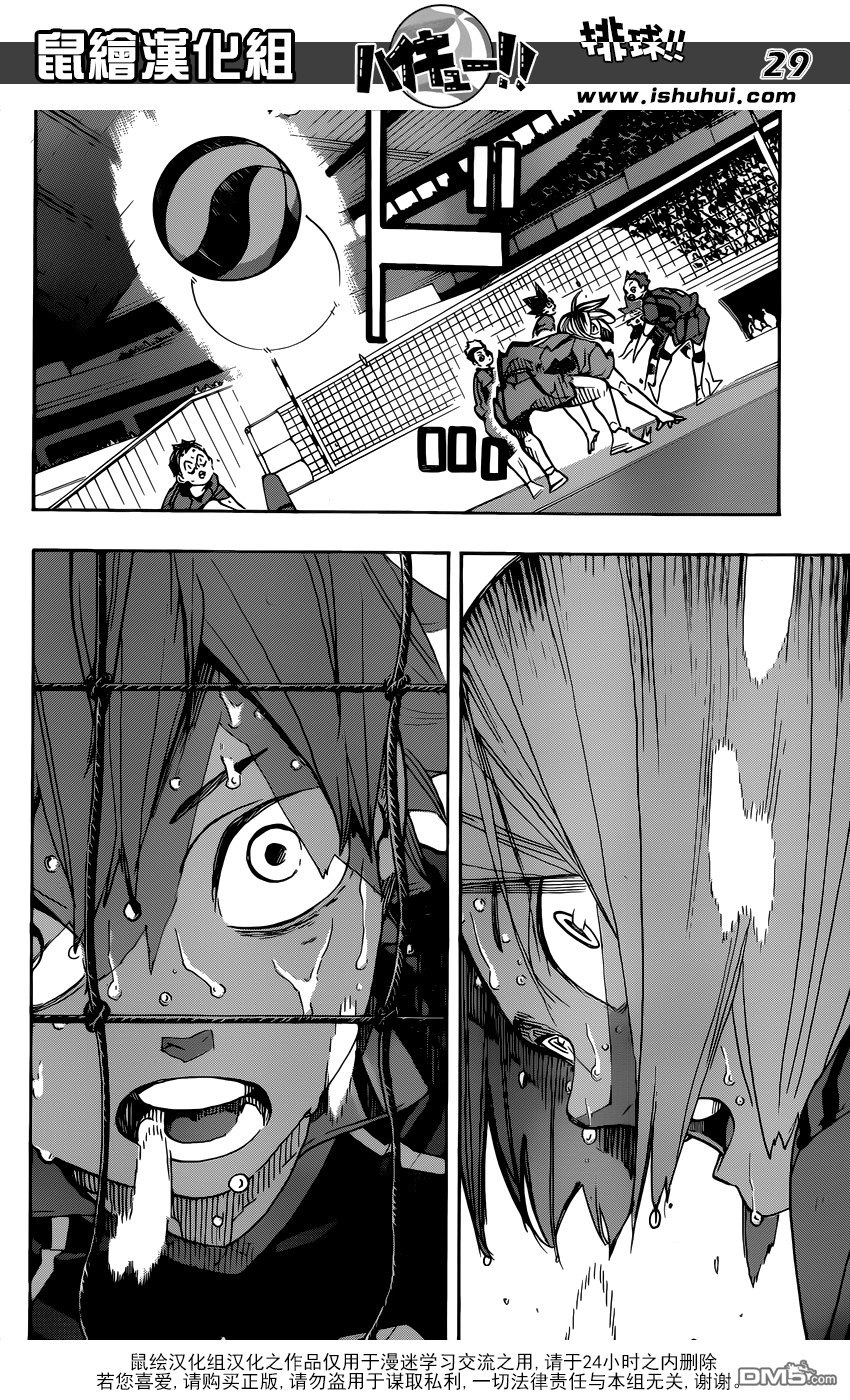 鼠繪漢化組
ハイキュー!!
排球!!
29
www.ishuhui.com
ド
ロロロ
鼠绘汉化组汉化之作品仅用于漫迷学习交流之用, 请于24小时之内删除
若您喜爱, 请购买正版, 请勿盗用于谋取私利, 一切法律责任与本组无关, 谢谢.
DM5.com